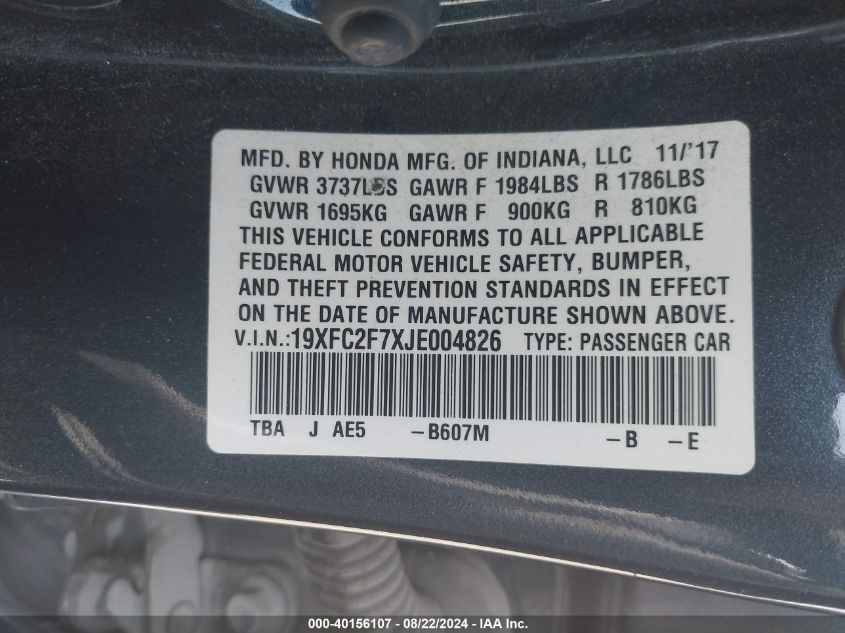 MFD. BY HONDA MFG. OF INDIANA, LLC 11/'17
GVWR 3737LBS GAWR F 1984LBS R 1786LBS
GVWR 1695KG GAWR F 900KG R 810KG
THIS VEHICLE CONFORMS TO ALL APPLICABLE
FEDERAL MOTOR VEHICLE SAFETY, BUMPER,
AND THEFT PREVENTION STANDARDS IN EFFECT
ON THE DATE OF MANUFACTURE SHOWN ABOVE.
V.I.N.:19XFC2F7XJE004826 TYPE: PASSENGER CAR
TBA J AE5 -B607M -B -E
000-40156107 - 08/22/2024 - IAA Inc.